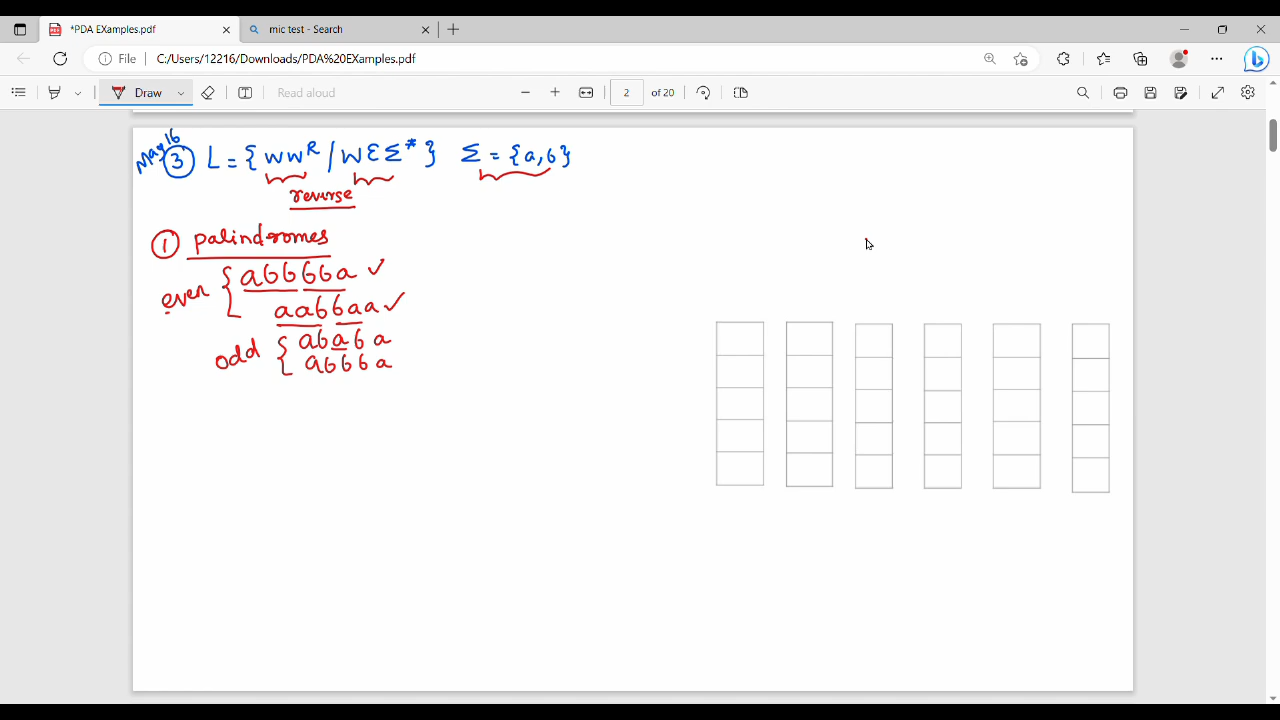 *PDA EXamples.pdf
mic test - Search
File C:/Users/12216/Downloads/PDA%20EXamples.pdf
Draw Read aloud 2 of 20
May 16
③ L = { wwᴿ / w ε Σ* } Σ = {a, b}
reverse
① palindromes
even { abbbba ✓
aabbaa ✓
odd { ababa
abbba